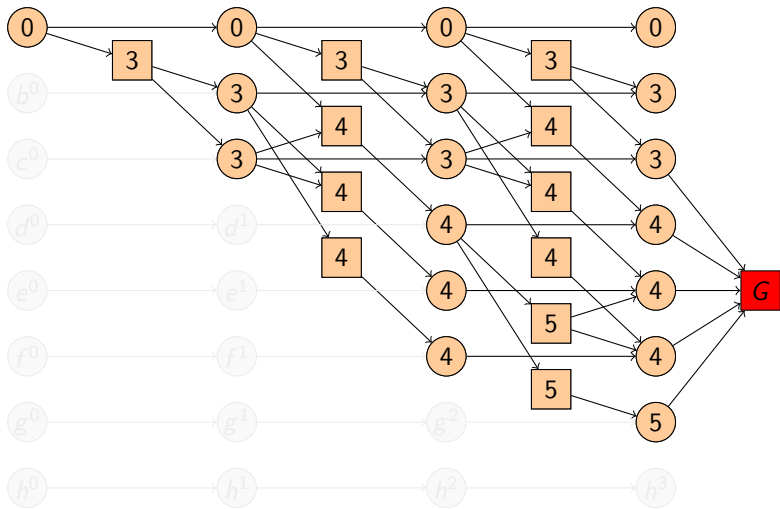 0 0 0 0
3 3 3
b⁰ 3 3 3
4 4
c⁰ 3 3 3
4 4
d⁰ d¹ 4 4
4 4
e⁰ e¹ 4 4 G
5
f⁰ f¹ 4 4
5
g⁰ g¹ g² 5
h⁰ h¹ h² h³